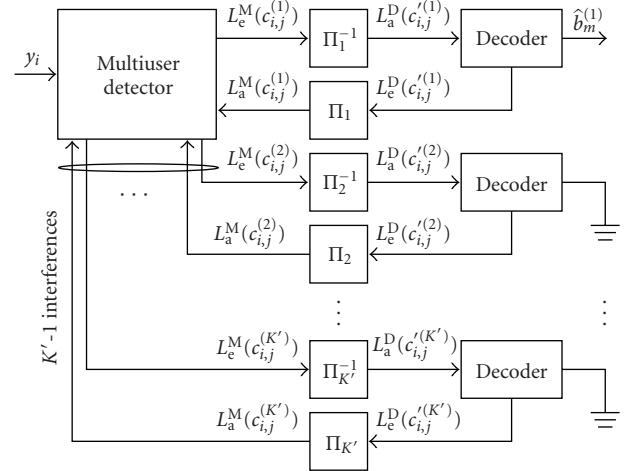 y_i
Multiuser
detector
L_e^M(c_{i,j}^{(1)})
Π_1^{-1}
L_a^D(c'_{i,j}^{(1)})
Decoder
\hat{b}_m^{(1)}
L_a^M(c_{i,j}^{(1)})
Π_1
L_e^D(c'_{i,j}^{(1)})
L_e^M(c_{i,j}^{(2)})
Π_2^{-1}
L_a^D(c'_{i,j}^{(2)})
Decoder
. . .
L_a^M(c_{i,j}^{(2)})
Π_2
L_e^D(c'_{i,j}^{(2)})
K′-1 interferences
L_e^M(c_{i,j}^{(K′)})
Π_{K′}^{-1}
L_a^D(c'_{i,j}^{(K′)})
Decoder
L_a^M(c_{i,j}^{(K′)})
Π_{K′}
L_e^D(c'_{i,j}^{(K′)})